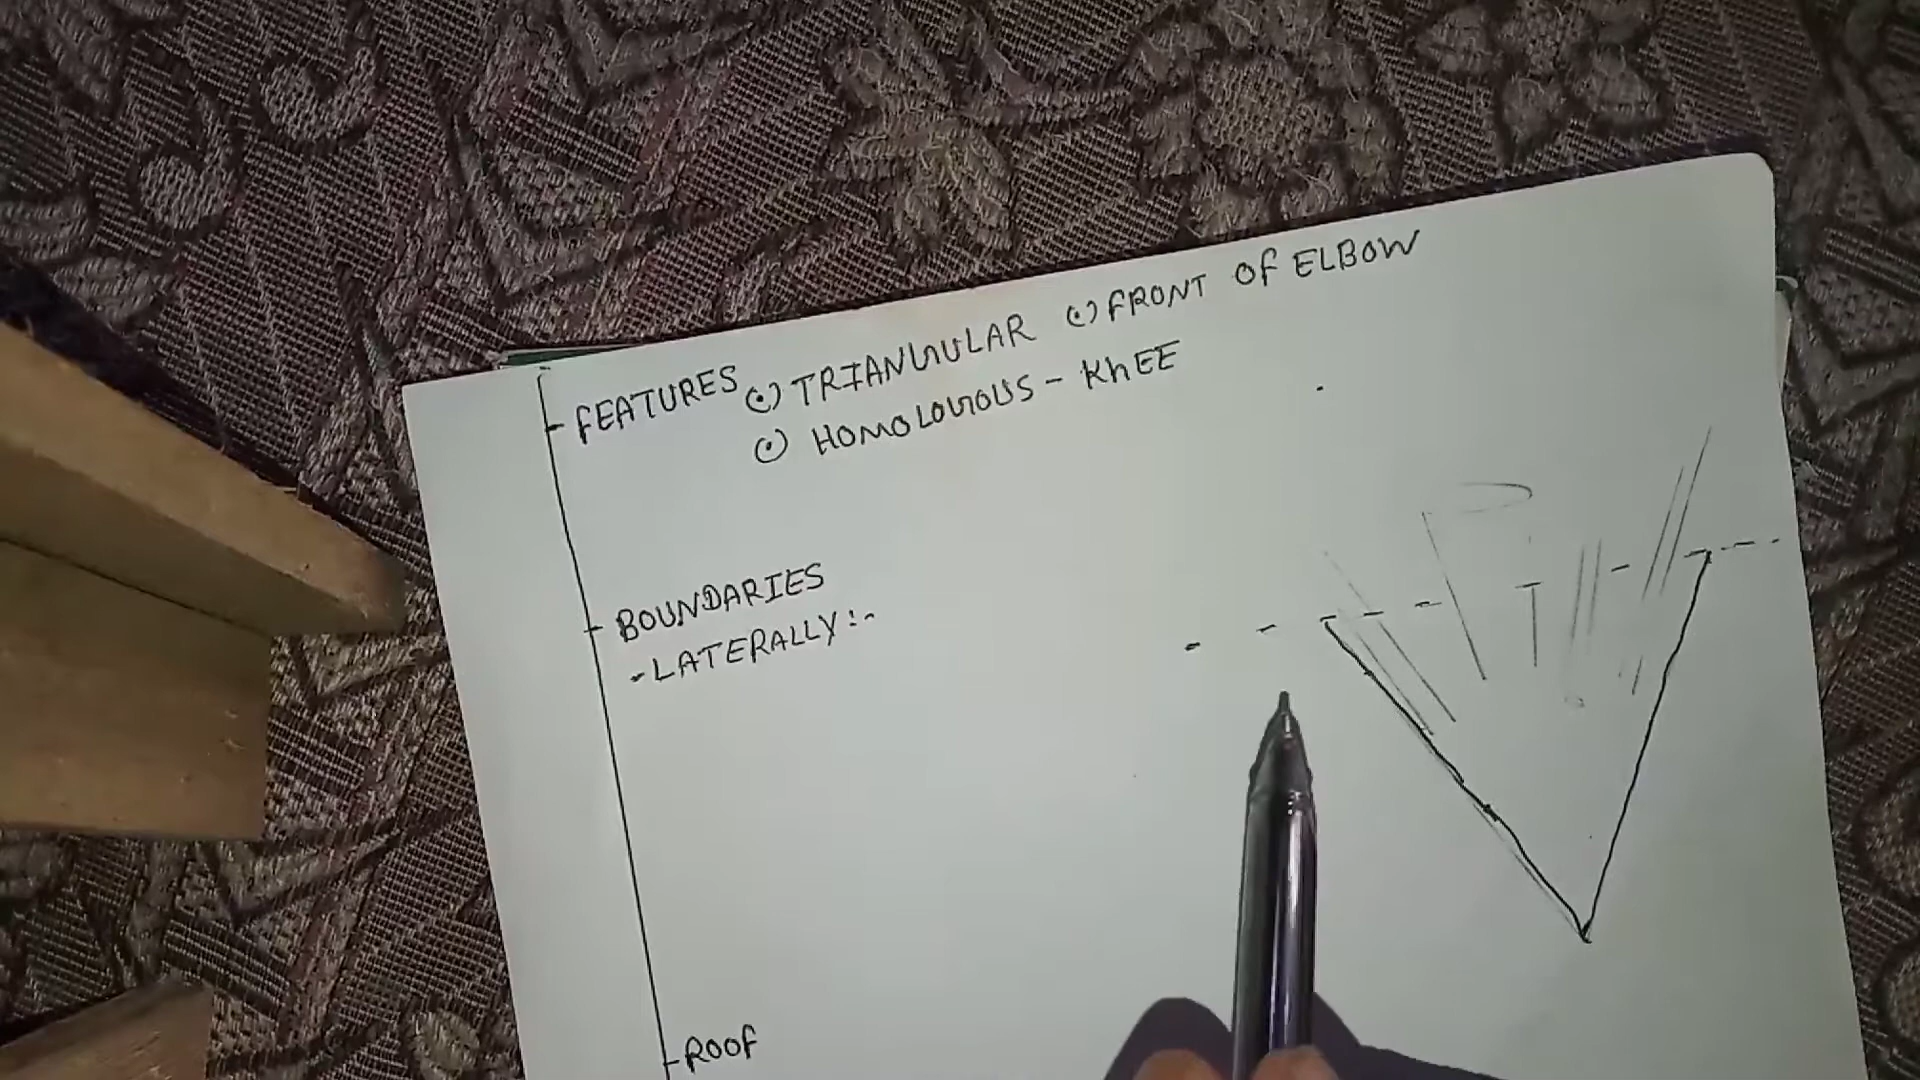 FEATURES (•) TRIANGULAR (•) FRONT OF ELBOW
(•) HOMOLOGOUS - KNEE
BOUNDARIES
- LATERALLY :-
ROOF